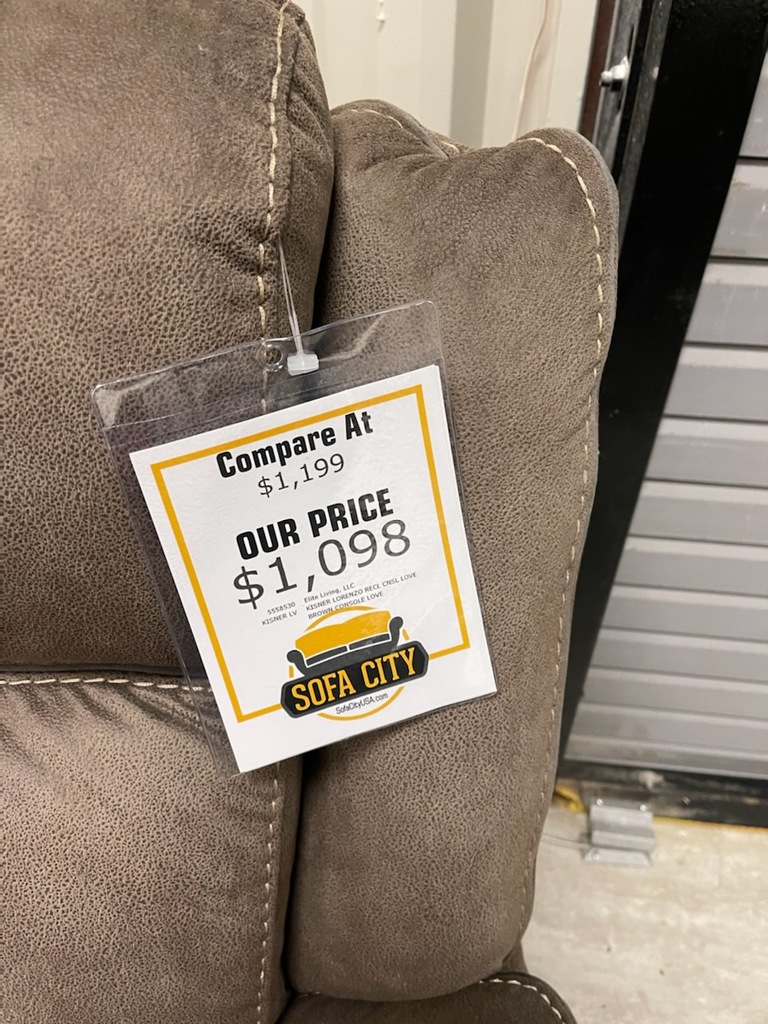 Compare At
$1,199
OUR PRICE
$1,098
5558530 Elite Living, LLC
KISNER LV KISNER LORENZO RECL CNSL LOVE
BROWN CONSOLE LOVE
SOFA CITY
SofaCityUSA.com